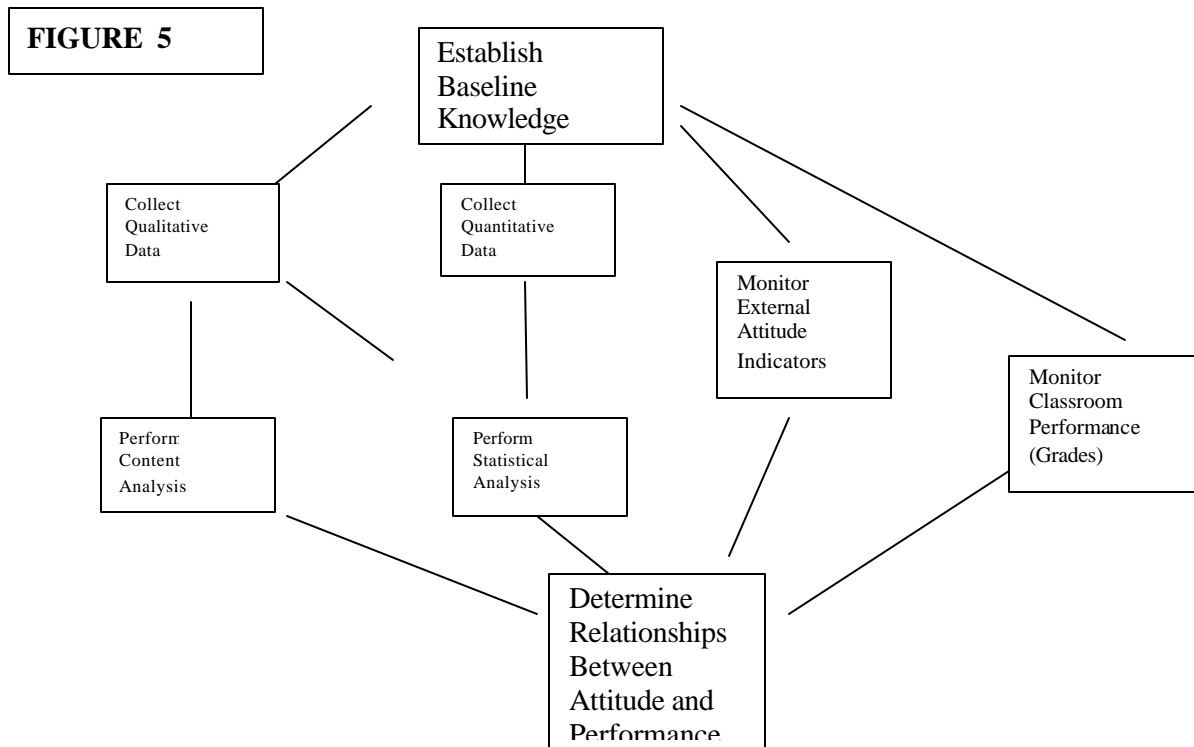 FIGURE 5
Establish
Baseline
Knowledge
Collect
Qualitative
Data
Collect
Quantitative
Data
Monitor
External
Attitude
Indicators
Monitor
Classroom
Performance
(Grades)
Perform
Content
Analysis
Perform
Statistical
Analysis
Determine
Relationships
Between
Attitude and
Performance